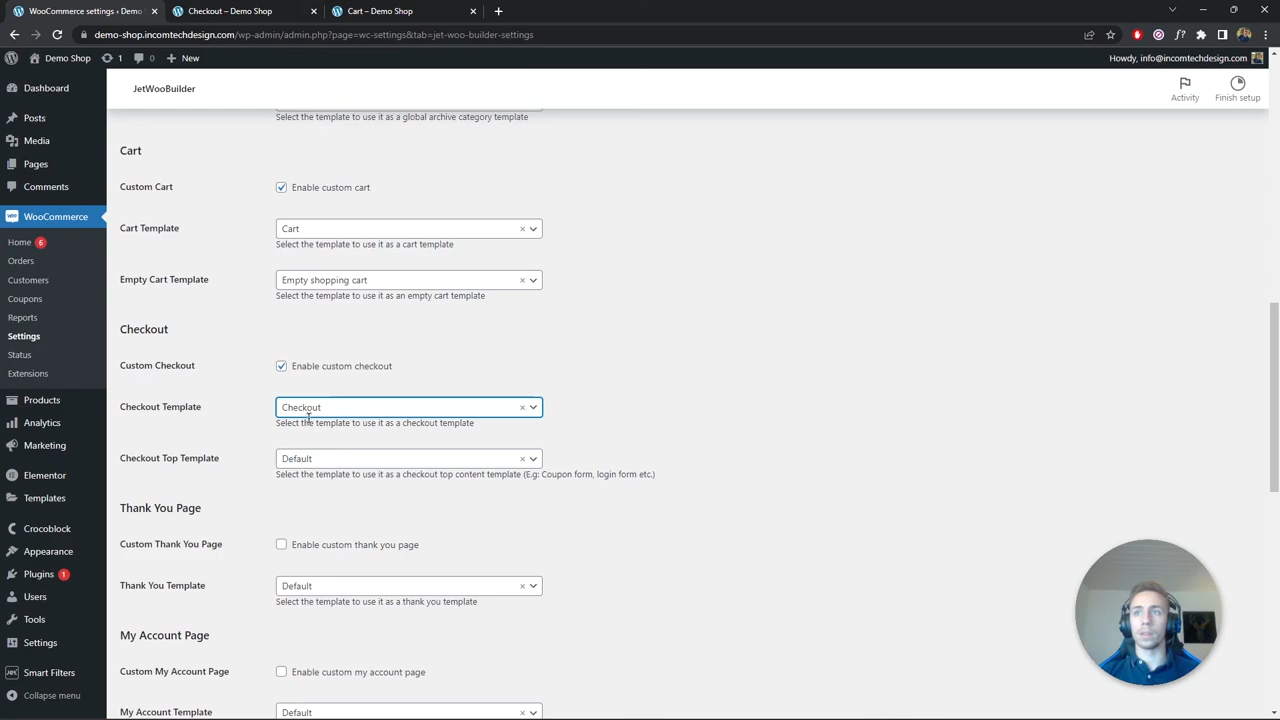 WooCommerce settings ‹ Demo
Checkout – Demo Shop
Cart – Demo Shop
demo-shop.incomtechdesign.com/wp-admin/admin.php?page=wc-settings&tab=jet-woo-builder-settings
Demo Shop
1
0
New
Howdy, info@incomtechdesign.com
Dashboard
Posts
Media
Pages
Comments
WooCommerce
Home 6
Orders
Customers
Coupons
Reports
Settings
Status
Extensions
Products
Analytics
Marketing
Elementor
Templates
Crocoblock
Appearance
Plugins 1
Users
Tools
Settings
Smart Filters
Collapse menu
JetWooBuilder
Activity
Finish setup
Select the template to use it as a global archive category template
Cart
Custom Cart
Enable custom cart
Cart Template
Cart
Select the template to use it as a cart template
Empty Cart Template
Empty shopping cart
Select the template to use it as an empty cart template
Checkout
Custom Checkout
Enable custom checkout
Checkout Template
Checkout
Select the template to use it as a checkout template
Checkout Top Template
Default
Select the template to use it as a checkout top content template (E.g: Coupon form, login form etc.)
Thank You Page
Custom Thank You Page
Enable custom thank you page
Thank You Template
Default
Select the template to use it as a thank you template
My Account Page
Custom My Account Page
Enable custom my account page
My Account Template
Default